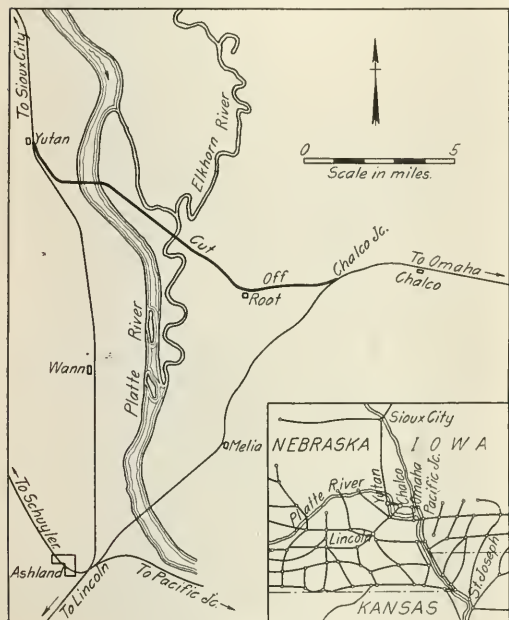 To Sioux City
Yutan
Elkhorn River
0 5
Scale in miles.
Cut Off
Chalco Jc.
To Omaha
Chalco
Root
Platte River
Wann
Melia
To Schuyler
Ashland
To Lincoln
To Pacific Jc.
Sioux City
NEBRASKA
IOWA
Platte River
Yutan
Chalco
Omaha
Pacific Jc.
Lincoln
St. Joseph
KANSAS